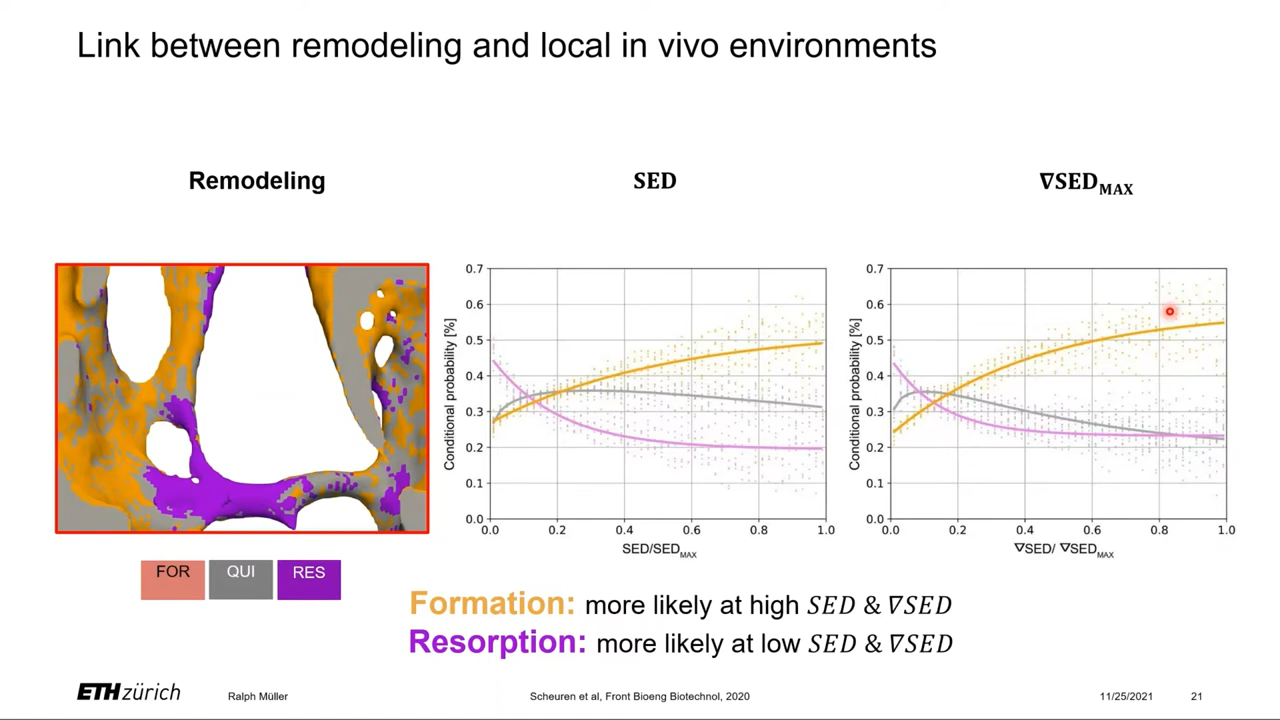 Link between remodeling and local in vivo environments
Remodeling
SED
∇SED_MAX
FOR
QUI
RES
Conditional probability [%]
0.7
0.6
0.5
0.4
0.3
0.2
0.1
0.0
0.0 0.2 0.4 0.6 0.8 1.0
SED/SED_MAX
Conditional probability [%]
0.7
0.6
0.5
0.4
0.3
0.2
0.1
0.0
0.0 0.2 0.4 0.6 0.8 1.0
∇SED/ ∇SED_MAX
Formation: more likely at high SED & ∇SED
Resorption: more likely at low SED & ∇SED
ETH zürich
Ralph Müller
Scheuren et al, Front Bioeng Biotechnol, 2020
11/25/2021
21